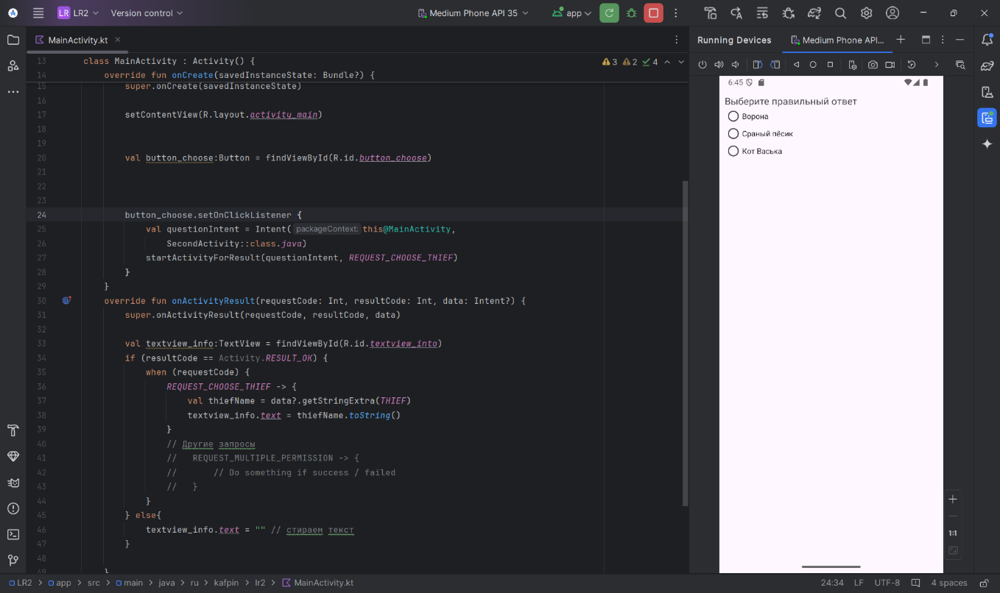 LR LR2 Version control Medium Phone API 35 app
MainActivity.kt
Running Devices Medium Phone API...
3 2 4
13 class MainActivity : Activity() {
14 override fun onCreate(savedInstanceState: Bundle?) {
15 super.onCreate(savedInstanceState)
16
17 setContentView(R.layout.activity_main)
18
19
20 val button_choose:Button = findViewById(R.id.button_choose)
21
22
23
24 button_choose.setOnClickListener {
25 val questionIntent = Intent( packageContext: this@MainActivity,
26 SecondActivity::class.java)
27 startActivityForResult(questionIntent, REQUEST_CHOOSE_THIEF)
28 }
29 }
30 override fun onActivityResult(requestCode: Int, resultCode: Int, data: Intent?) {
31 super.onActivityResult(requestCode, resultCode, data)
32
33 val textview_info:TextView = findViewById(R.id.textview_into)
34 if (resultCode == Activity.RESULT_OK) {
35 when (requestCode) {
36 REQUEST_CHOOSE_THIEF -> {
37 val thiefName = data?.getStringExtra(THIEF)
38 textview_info.text = thiefName.toString()
39 }
40 // Другие запросы
41 // REQUEST_MULTIPLE_PERMISSION -> {
42 // // Do something if success / failed
43 // }
44 }
45 } else{
46 textview_info.text = "" // стираем текст
47 }
48
49 }
6:45
Выберите правильный ответ
Ворона
Сраный пёсик
Кот Васька
1:1
LR2 > app > src > main > java > ru > kafpin > lr2 > MainActivity.kt
24:34 LF UTF-8 4 spaces